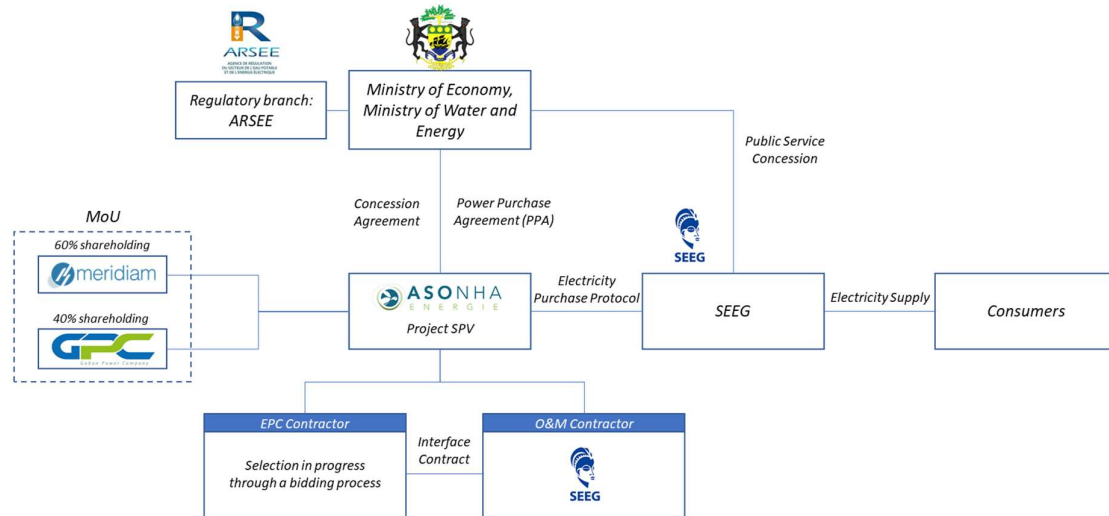 ARSEE
AGENCE DE RÉGULATION
DU SECTEUR DE L'EAU POTABLE
ET DE L'ÉNERGIE ÉLECTRIQUE
Regulatory branch:
ARSEE
Ministry of Economy,
Ministry of Water and
Energy
Public Service
Concession
Concession
Agreement
Power Purchase
Agreement (PPA)
MoU
60% shareholding
meridiam
40% shareholding
GPC
Gabon Power Company
ASONHA
ENERGIE
Project SPV
Electricity
Purchase Protocol
SEEG
SEEG
Electricity Supply
Consumers
EPC Contractor
Selection in progress
through a bidding process
Interface
Contract
O&M Contractor
SEEG